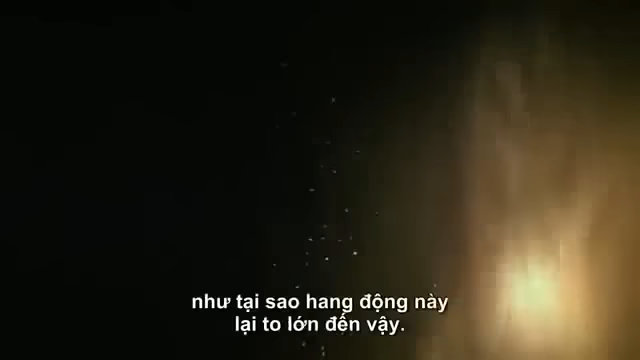 như tại sao hang động này
lại to lớn đến vậy.